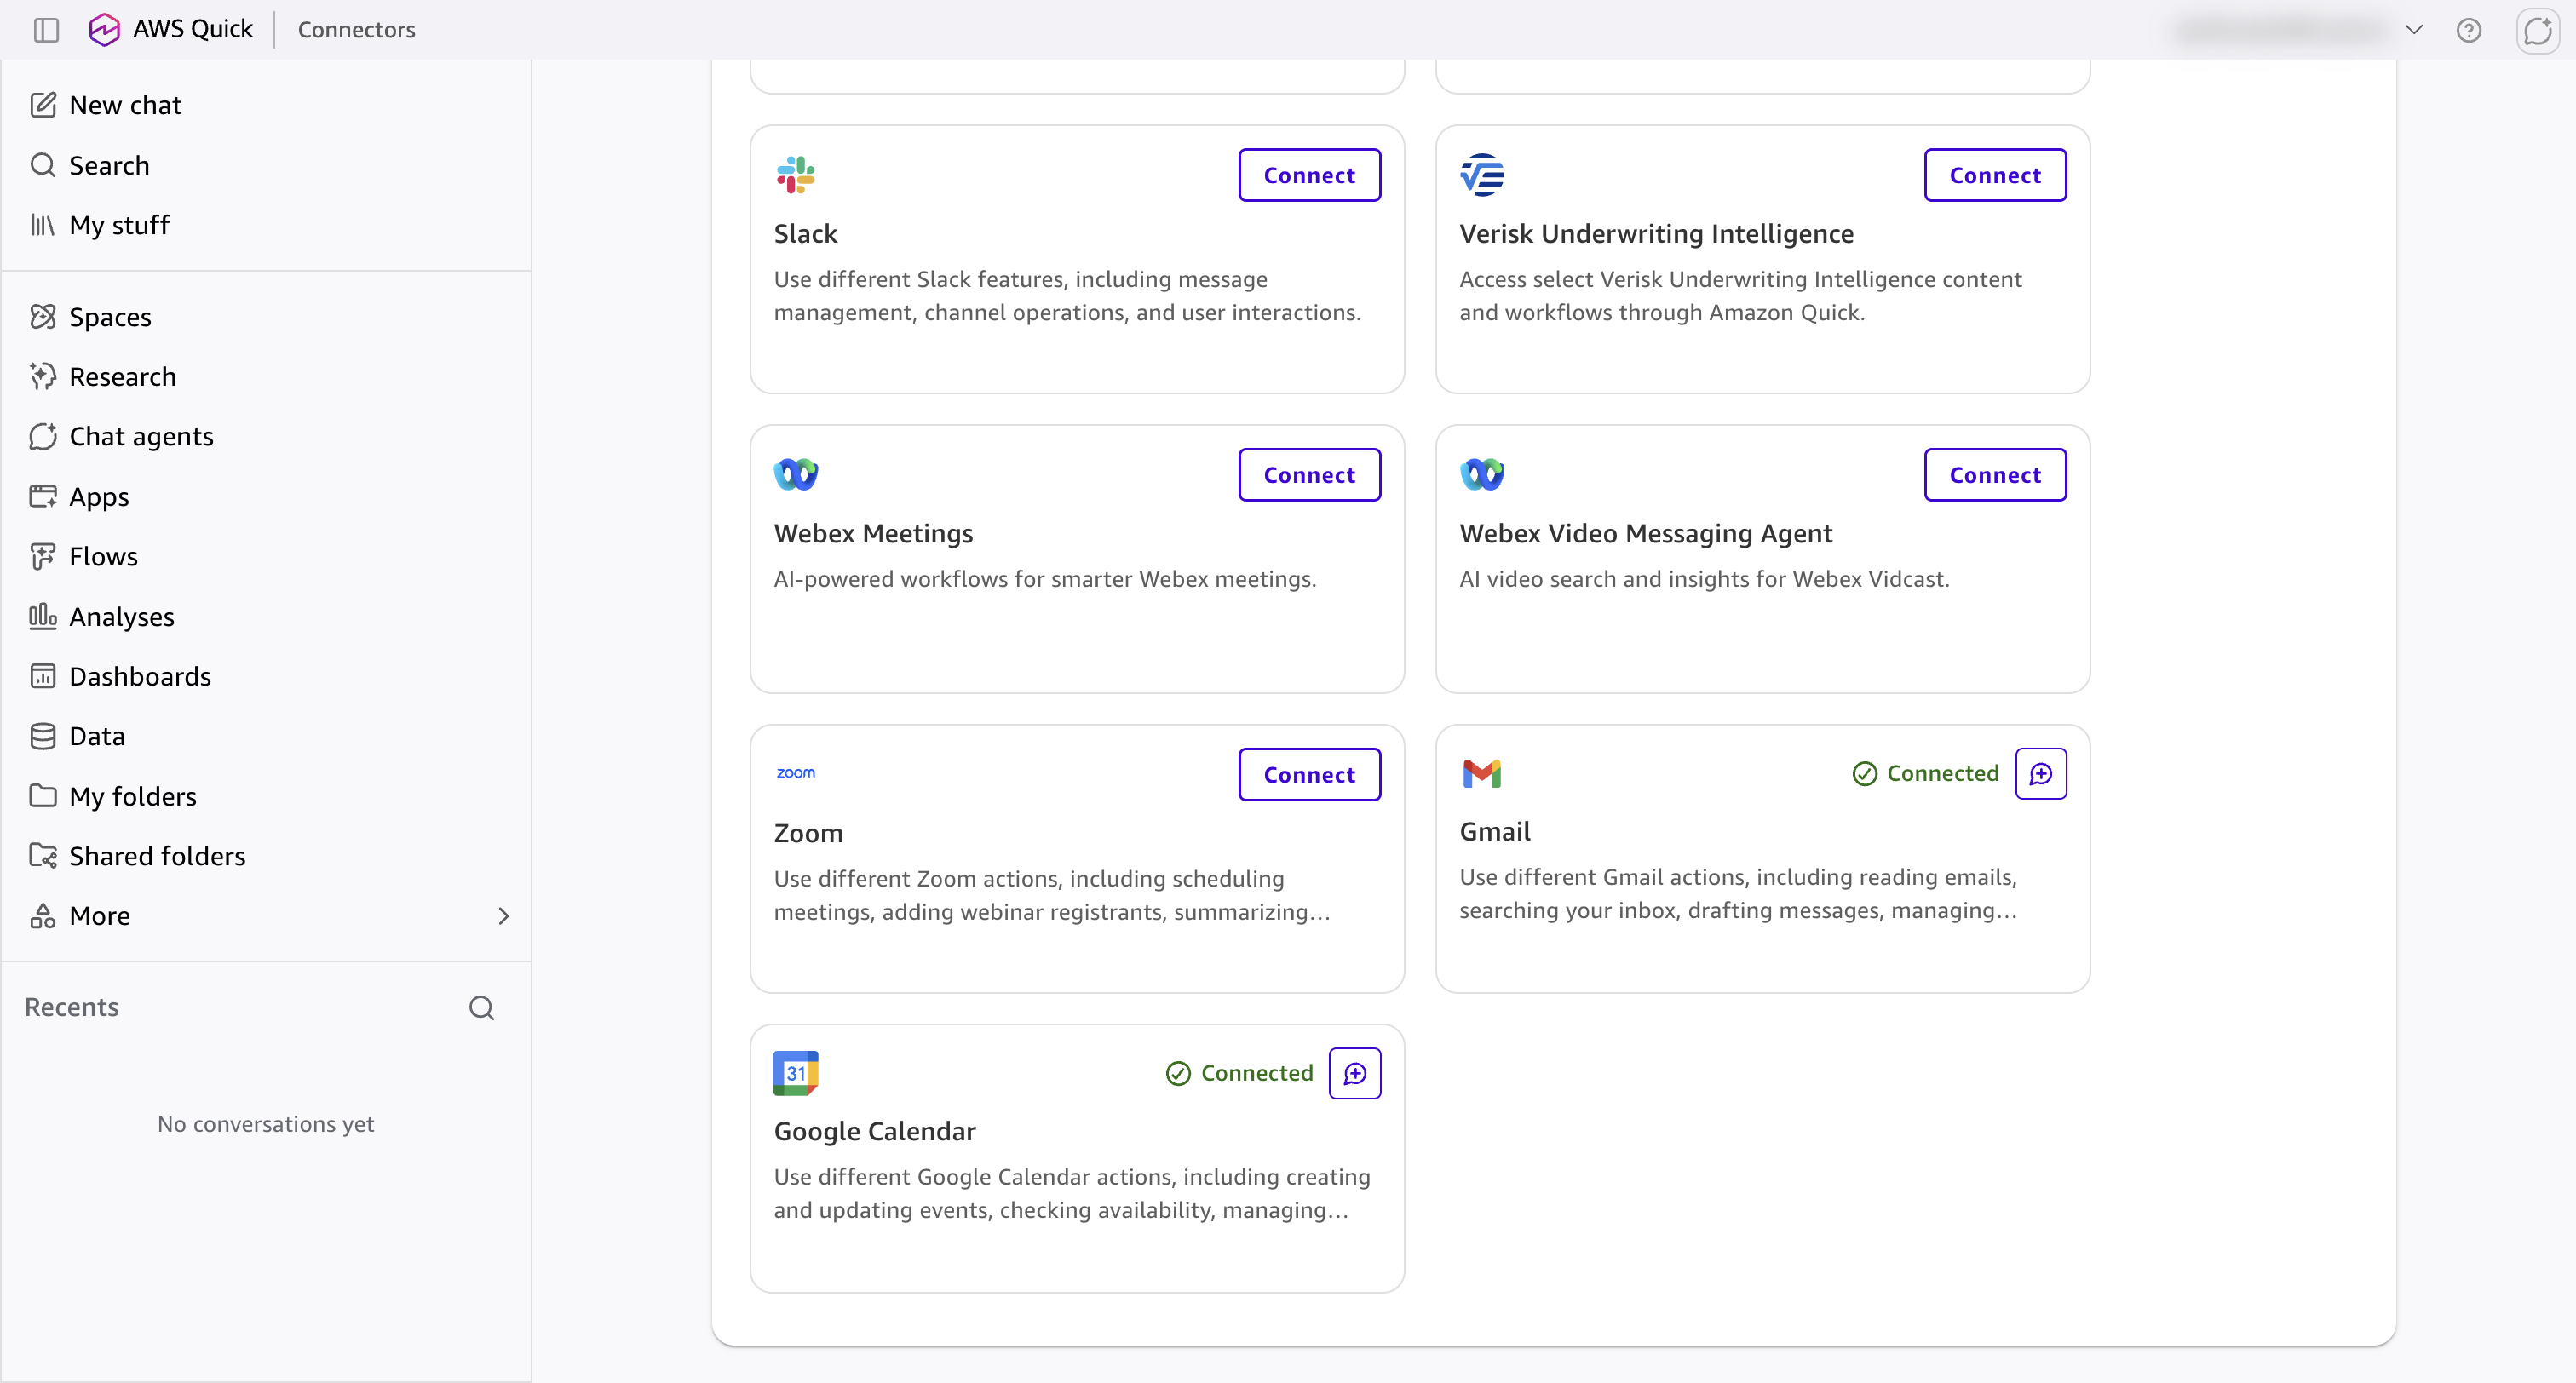 AWS Quick
Connectors
New chat
Search
My stuff
Spaces
Research
Chat agents
Apps
Flows
Analyses
Dashboards
Data
My folders
Shared folders
More
Recents
No conversations yet
Connect
Slack
Use different Slack features, including message
management, channel operations, and user interactions.
Connect
Verisk Underwriting Intelligence
Access select Verisk Underwriting Intelligence content
and workflows through Amazon Quick.
Connect
Webex Meetings
AI-powered workflows for smarter Webex meetings.
Connect
Webex Video Messaging Agent
AI video search and insights for Webex Vidcast.
zoom
Connect
Zoom
Use different Zoom actions, including scheduling
meetings, adding webinar registrants, summarizing…
Connected
Gmail
Use different Gmail actions, including reading emails,
searching your inbox, drafting messages, managing…
31
Connected
Google Calendar
Use different Google Calendar actions, including creating
and updating events, checking availability, managing…